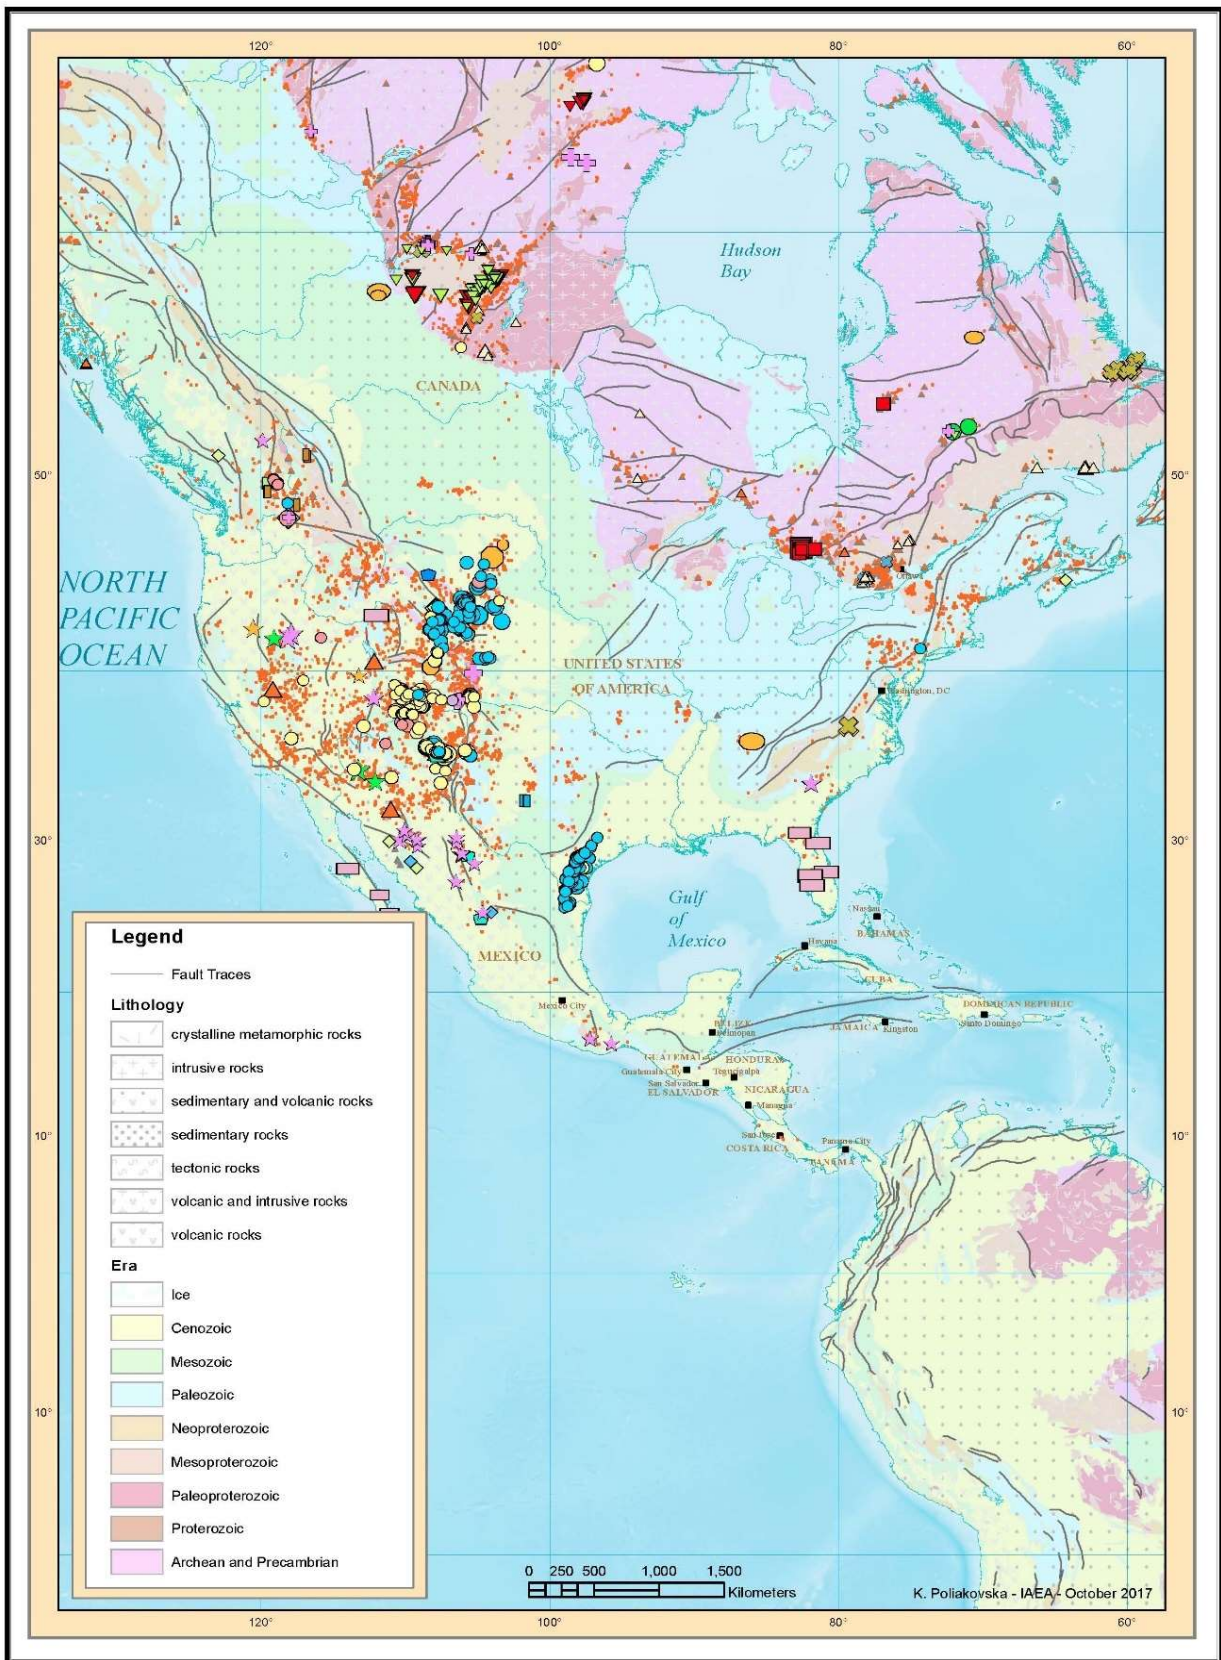 120°
100°
80°
60°
Hudson
Bay
CANADA
50°
50°
Ottawa
NORTH
PACIFIC
OCEAN
UNITED STATES
OF AMERICA
Washington, DC
30°
30°
Gulf
of
Mexico
Nassau
BAHAMAS
Havana
MEXICO
CUBA
Mexico City
DOMINICAN REPUBLIC
Santo Domingo
JAMAICA
Kingston
BELIZE
Belmopan
GUATEMALA
HONDURAS
Guatemala City
Tegucigalpa
San Salvador
EL SALVADOR
NICARAGUA
Managua
10°
10°
San Jose
COSTA RICA
Panama City
PANAMA
10°
10°
Legend
Fault Traces
Lithology
crystalline metamorphic rocks
intrusive rocks
sedimentary and volcanic rocks
sedimentary rocks
tectonic rocks
volcanic and intrusive rocks
volcanic rocks
Era
Ice
Cenozoic
Mesozoic
Paleozoic
Neoproterozoic
Mesoproterozoic
Paleoproterozoic
Proterozoic
Archean and Precambrian
0 250 500 1,000 1,500
Kilometers
K. Poliakovska - IAEA - October 2017
120°
100°
80°
60°